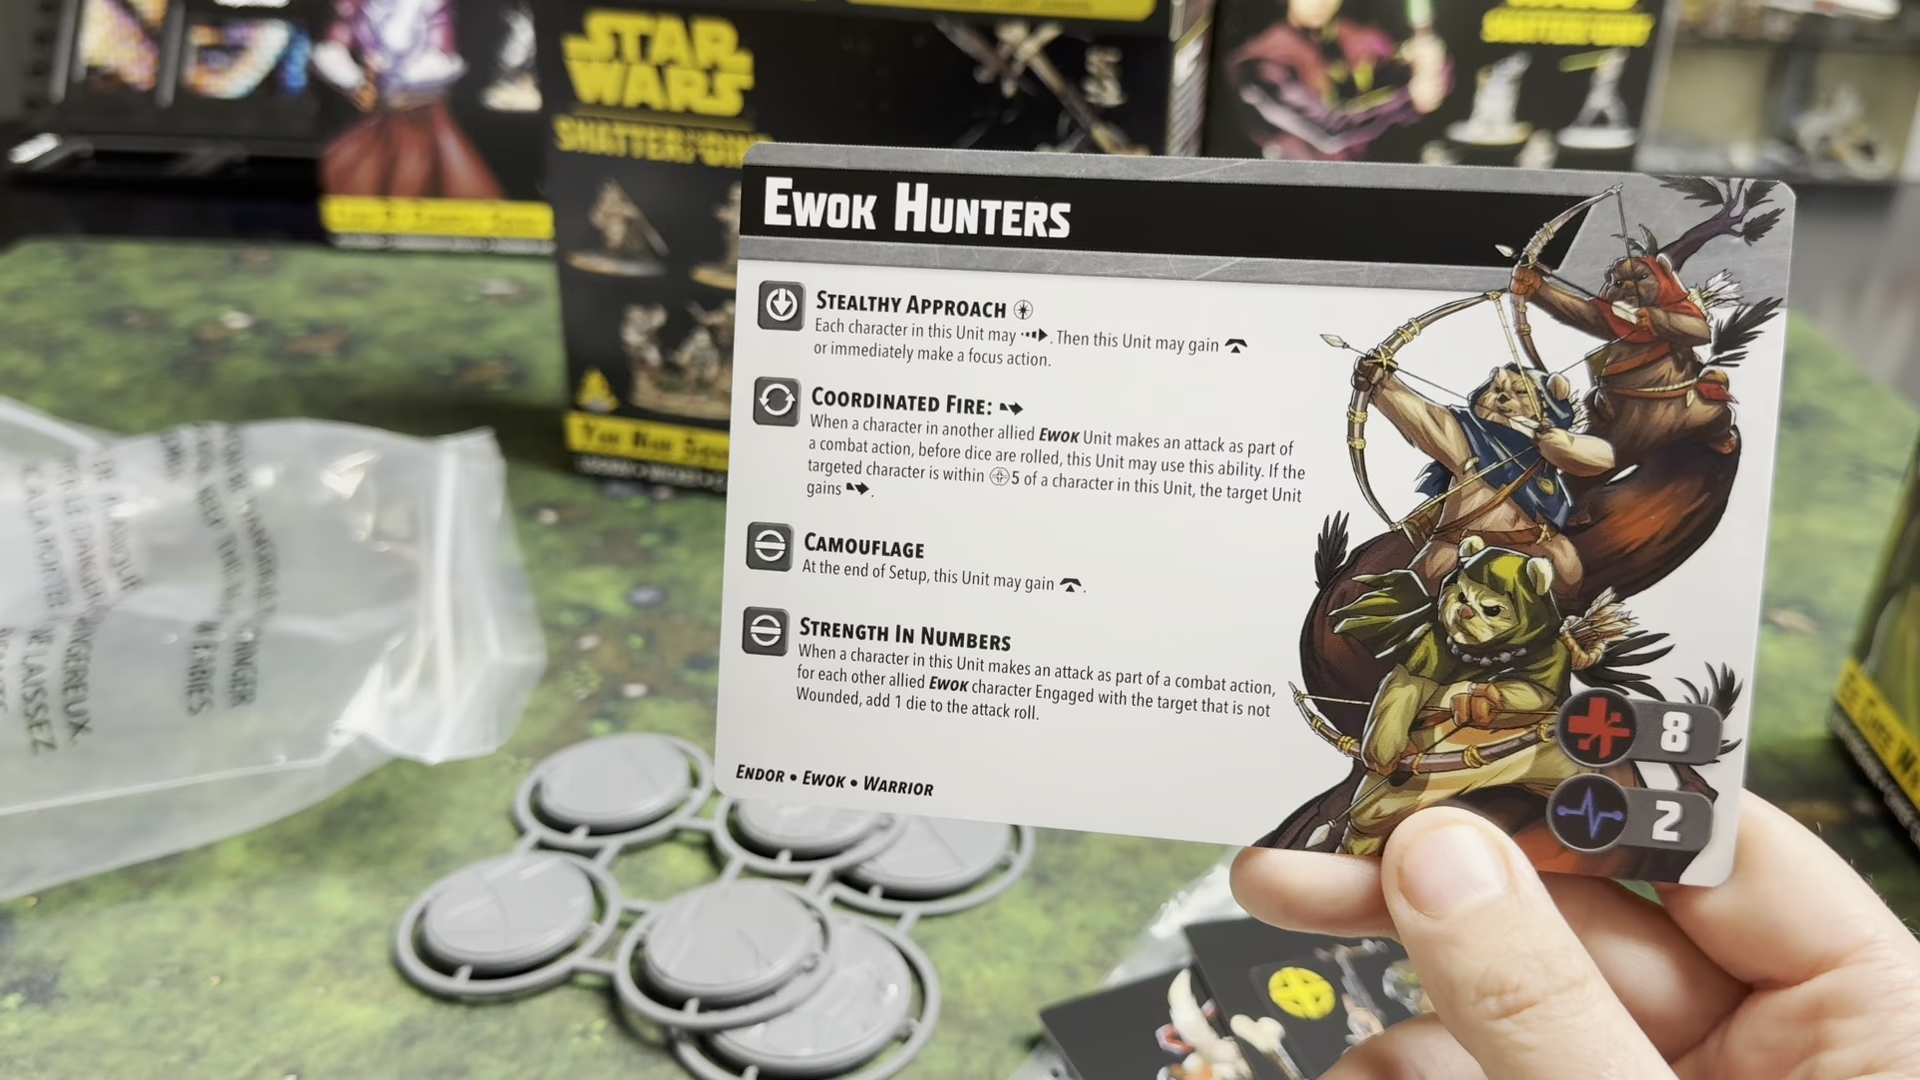 STAR
WARS
SHATTERPOINT
EWOK HUNTERS
STEALTHY APPROACH
Each character in this Unit may . Then this Unit may gain
or immediately make a focus action.
COORDINATED FIRE:
When a character in another allied EWOK Unit makes an attack as part of
a combat action, before dice are rolled, this Unit may use this ability. If the
targeted character is within 5 of a character in this Unit, the target Unit
gains .
CAMOUFLAGE
At the end of Setup, this Unit may gain .
STRENGTH IN NUMBERS
When a character in this Unit makes an attack as part of a combat action,
for each other allied EWOK character Engaged with the target that is not
Wounded, add 1 die to the attack roll.
ENDOR • EWOK • WARRIOR
8
2
YUB NUB